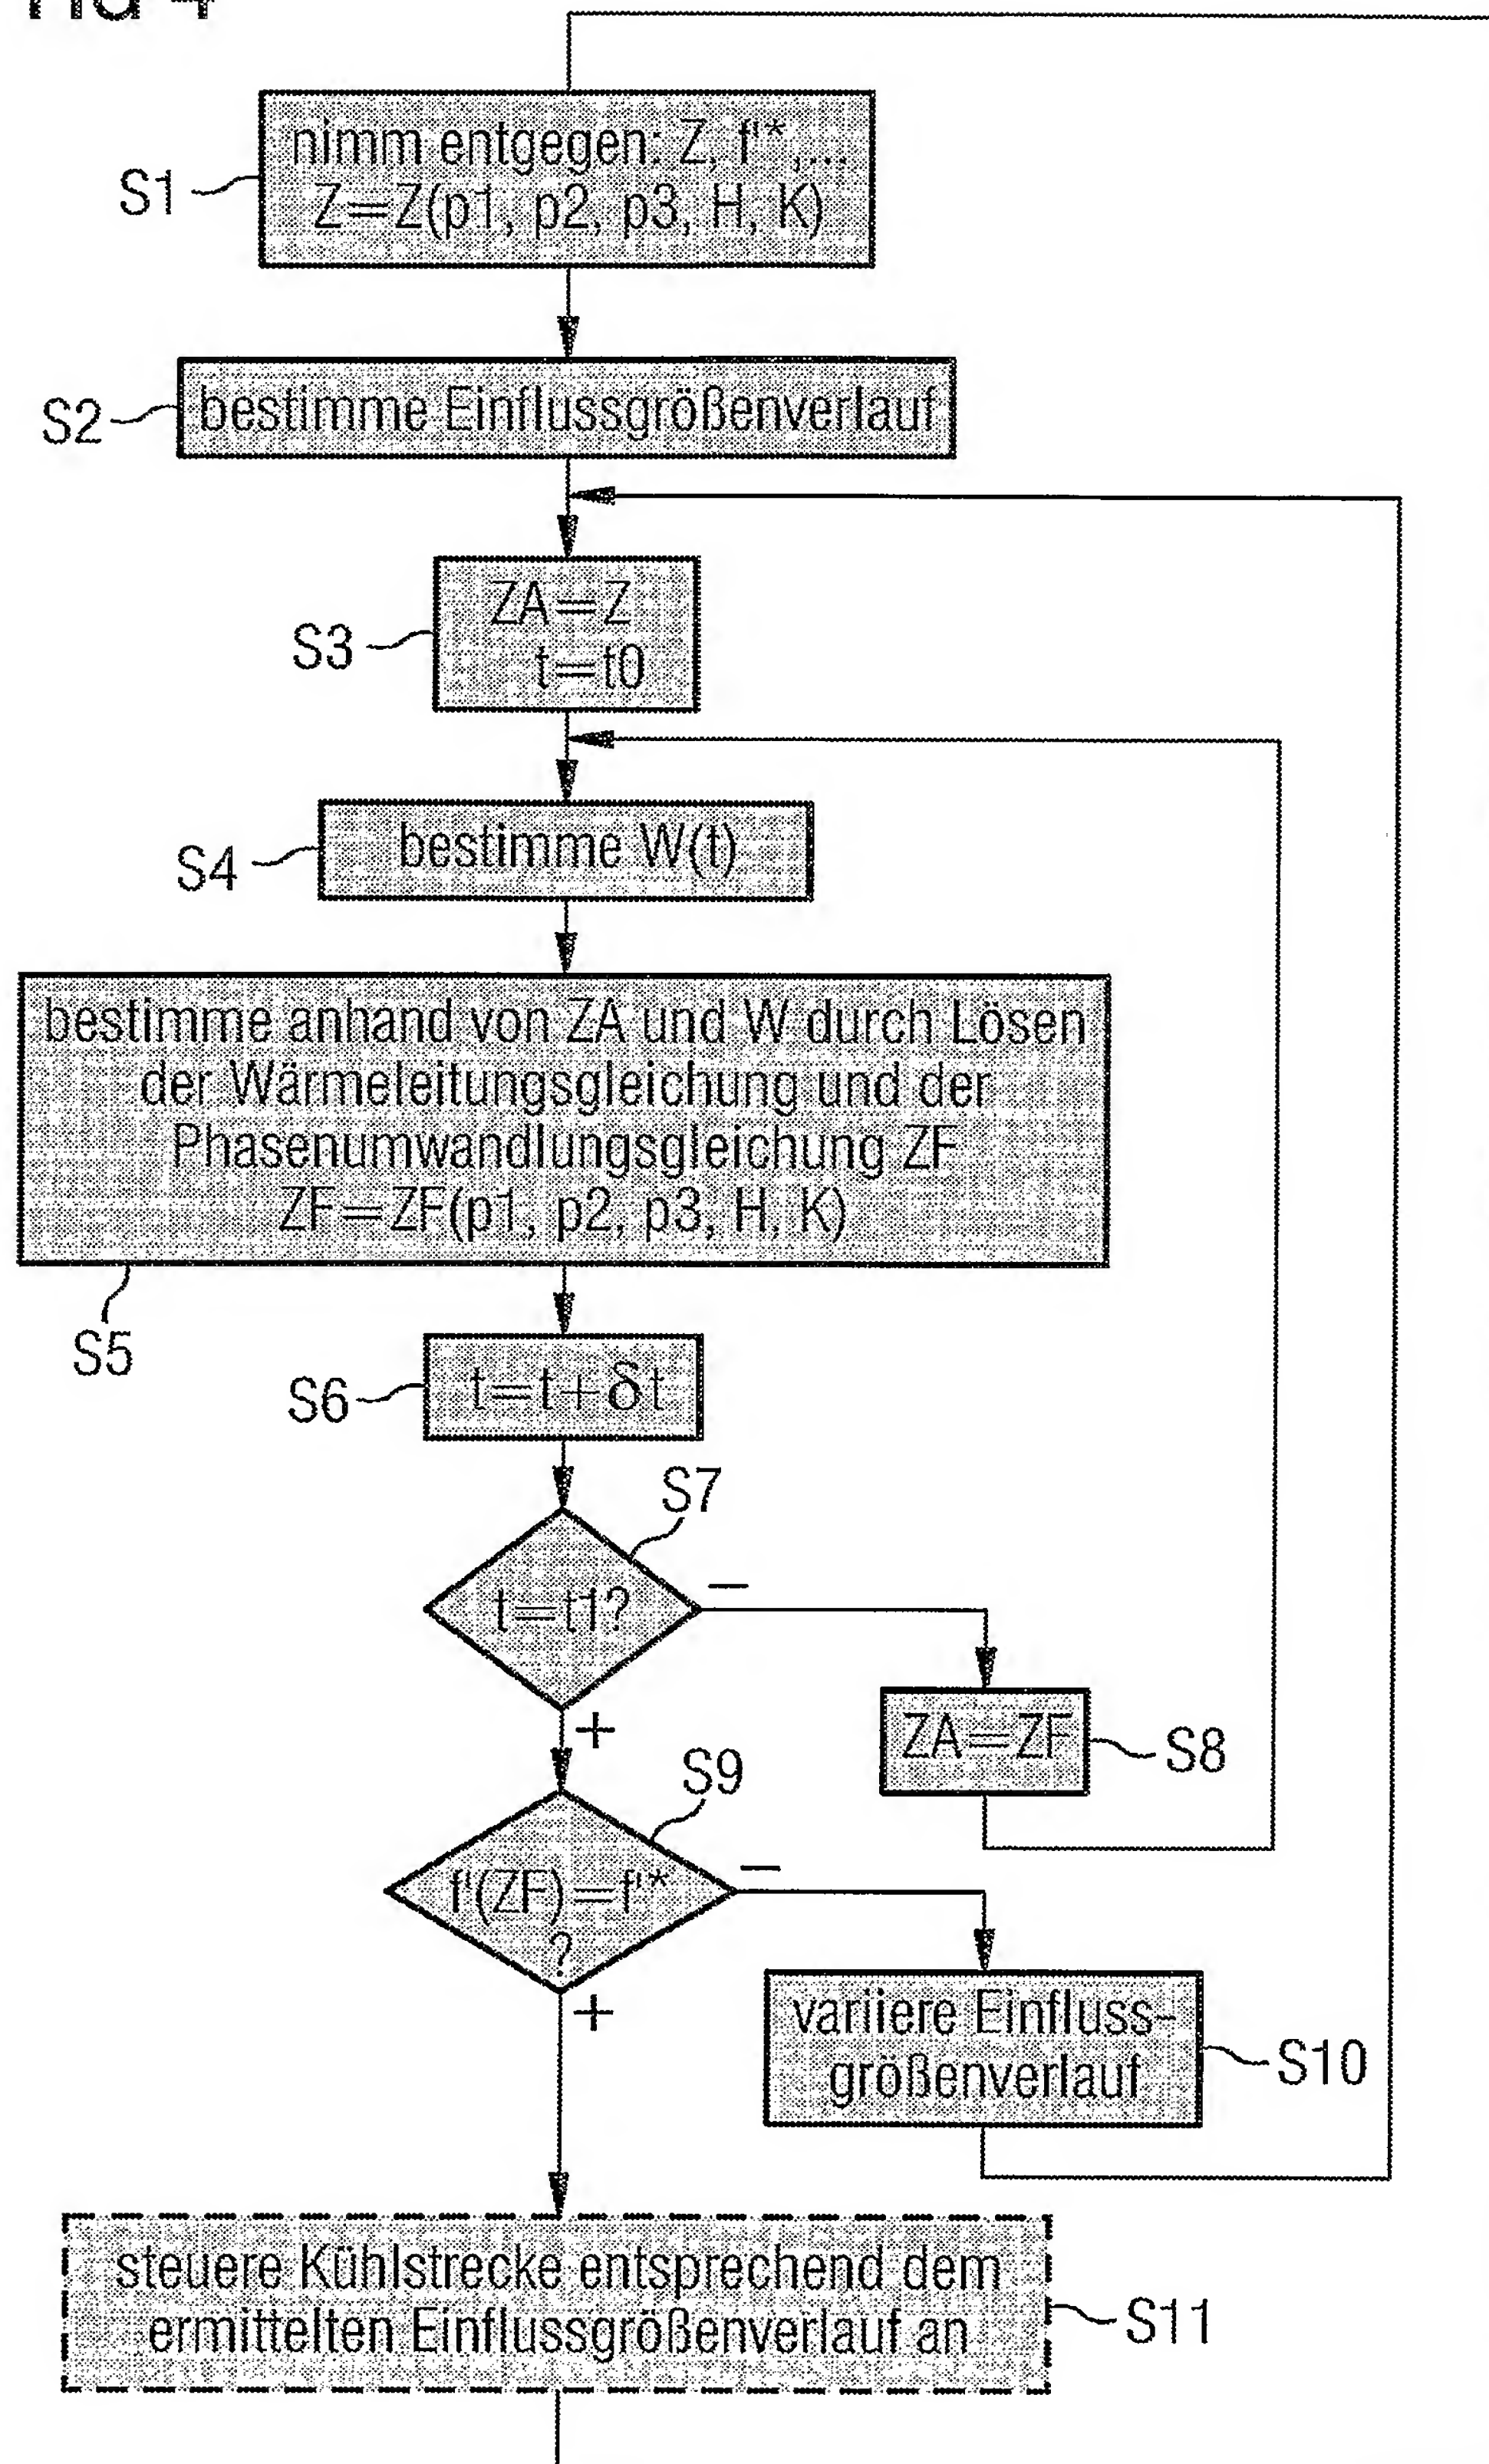 S1
nimm entgegen: Z, f'*,...
Z=Z(p1, p2, p3, H, K)
S2
bestimme Einflussgrößenverlauf
S3
ZA=Z
t=t0
S4
bestimme W(t)
bestimme anhand von ZA und W durch Lösen
der Wärmeleitungsgleichung und der
Phasenumwandlungsgleichung ZF
ZF=ZF(p1, p2, p3, H, K)
S5
S6
t=t+δt
S7
t=t1?
−
+
ZA=ZF
S8
S9
f'(ZF)=f'*
?
−
+
variiere Einfluss-
größenverlauf
S10
steuere Kühlstrecke entsprechend dem
ermittelten Einflussgrößenverlauf an
S11